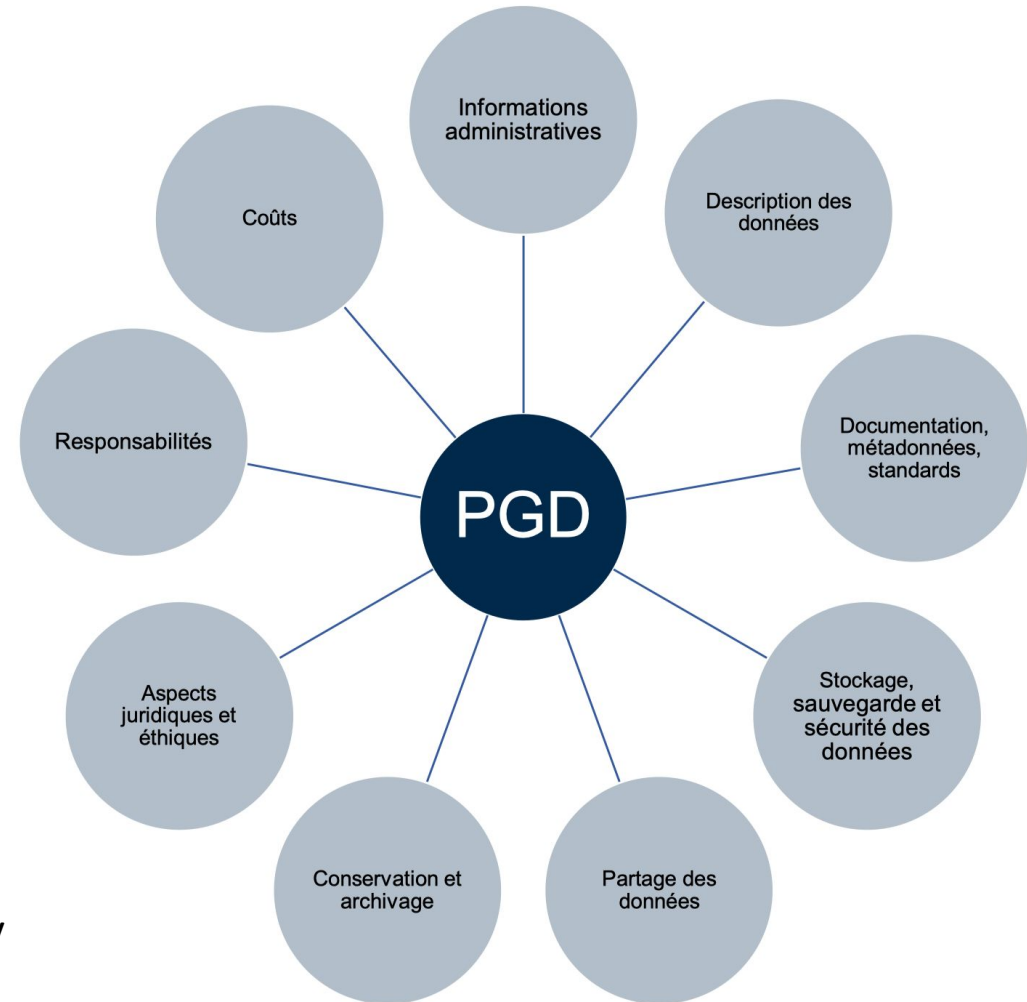 Informations
administratives
Description des
données
Documentation,
métadonnées,
standards
Stockage,
sauvegarde et
sécurité des
données
Partage des
données
Conservation et
archivage
Aspects
juridiques et
éthiques
Responsabilités
Coûts
PGD